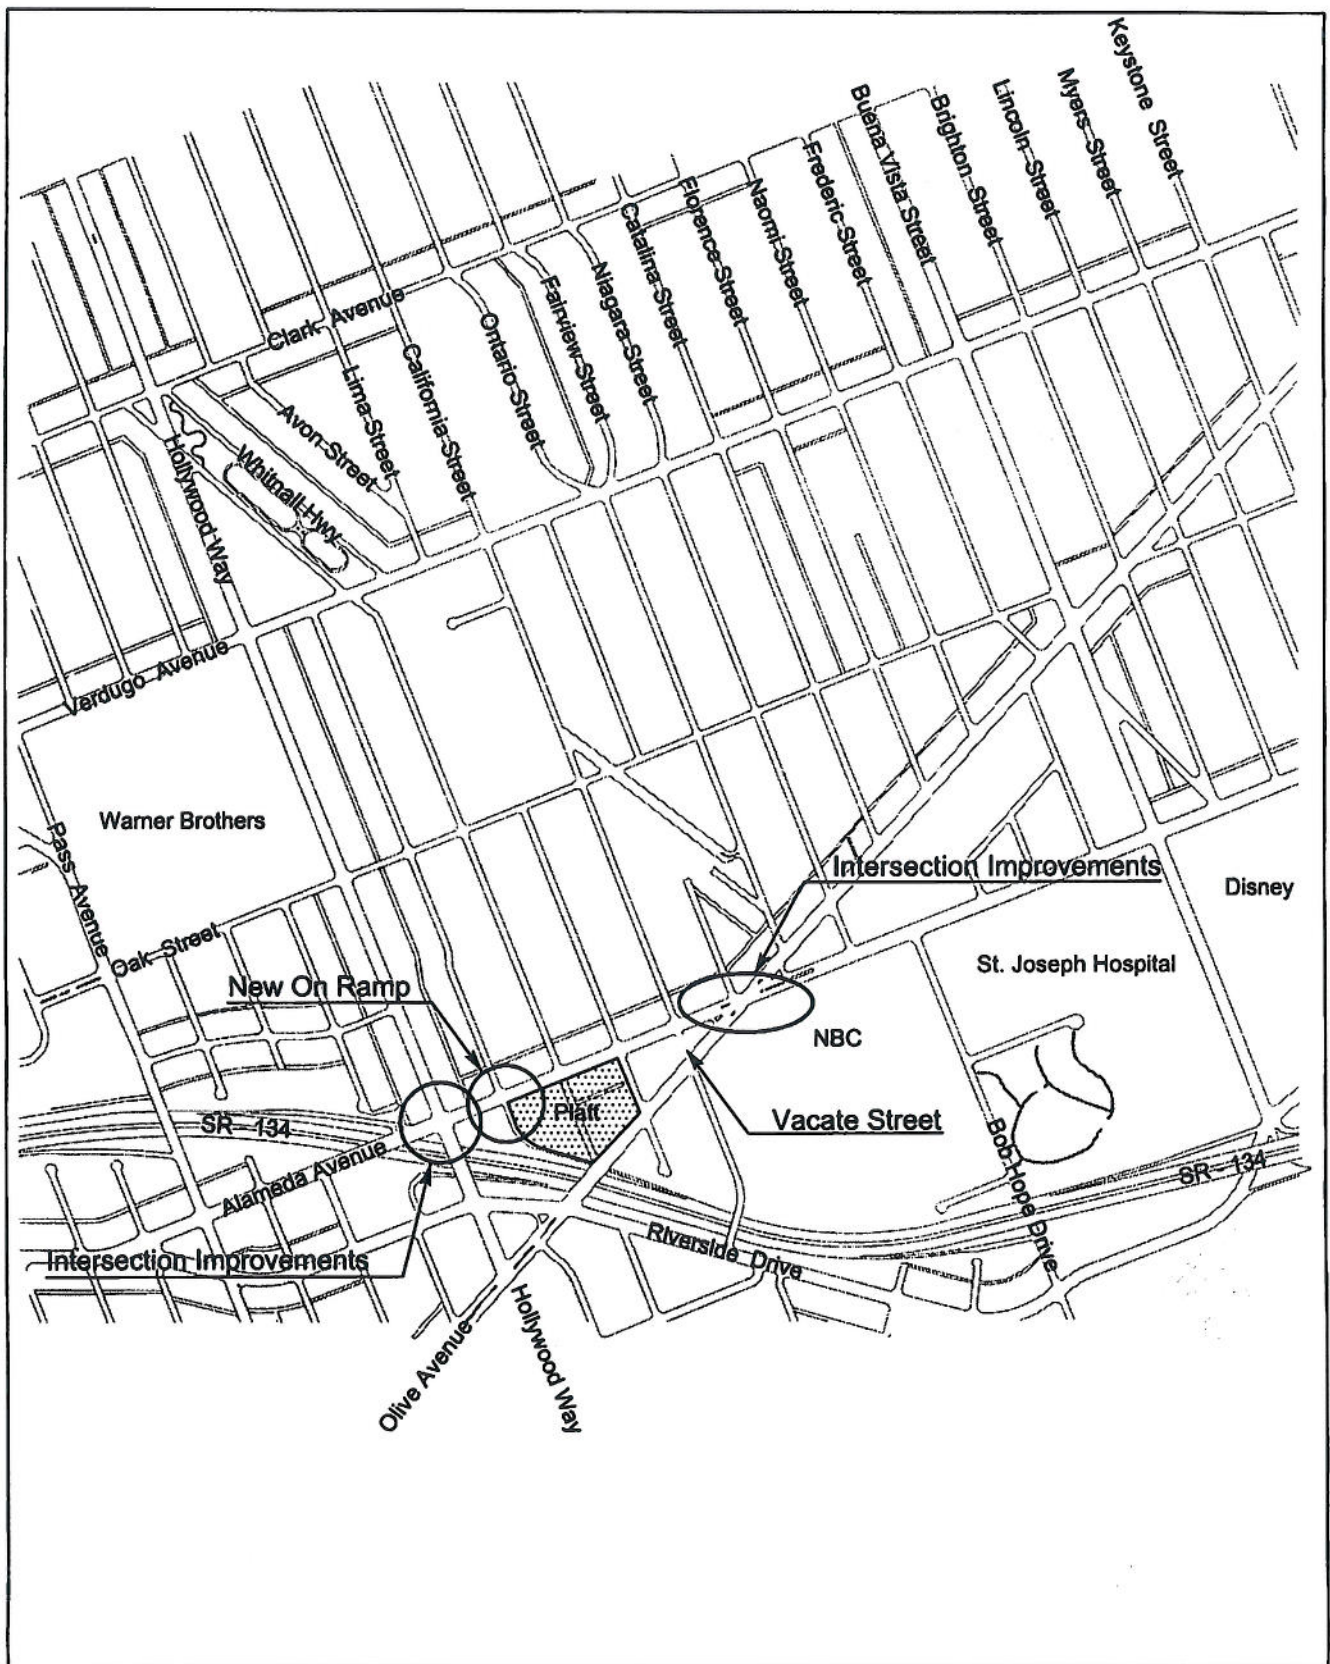 Keystone Street
Myers Street
Lincoln Street
Brighton Street
Buena Vista Street
Frederic Street
Naomi Street
Florence Street
Catalina Street
Niagara Street
Fairview Street
Ontario Street
Clark Avenue
California Street
Lima Street
Avon Street
Whitnall Hwy
Hollywood Way
Verdugo Avenue
Warner Brothers
Pass Avenue
Oak Street
Intersection Improvements
Disney
St. Joseph Hospital
New On Ramp
NBC
Platt
Vacate Street
SR - 134
Alameda Avenue
Bob Hope Drive
SR - 134
Riverside Drive
Intersection Improvements
Hollywood Way
Olive Avenue